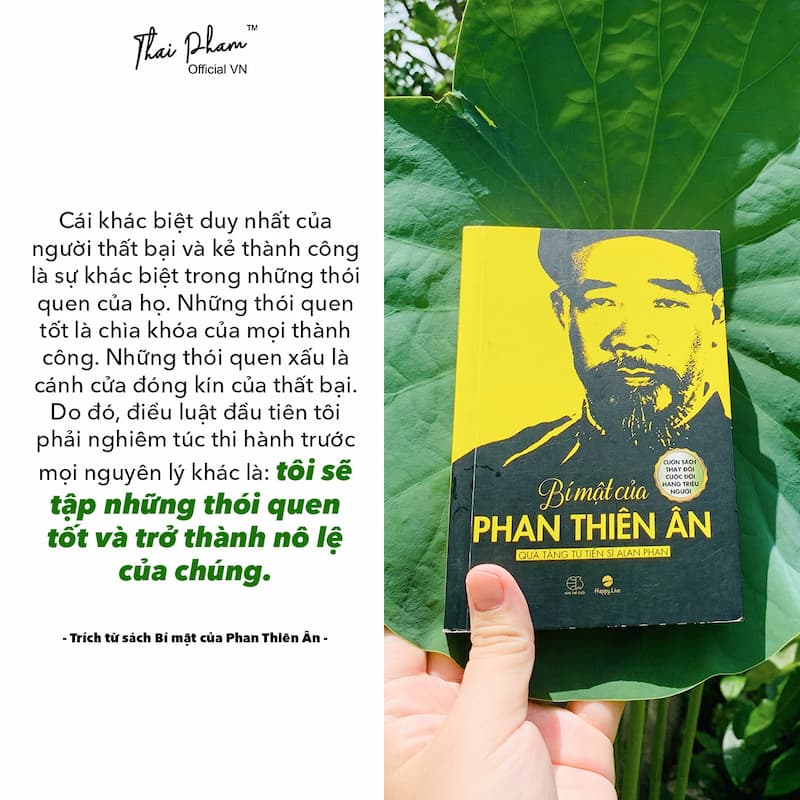 Thai Pham™
Official VN
Cái khác biệt duy nhất của
người thất bại và kẻ thành công
là sự khác biệt trong những thói
quen của họ. Những thói quen
tốt là chìa khóa của mọi thành
công. Những thói quen xấu là
cánh cửa đóng kín của thất bại.
Do đó, điều luật đầu tiên tôi
phải nghiêm túc thi hành trước
mọi nguyên lý khác là: tôi sẽ
tập những thói quen
tốt và trở thành nô lệ
của chúng.
- Trích từ sách Bí mật của Phan Thiên Ân -
CUỐN SÁCH
THAY ĐỔI
CUỘC ĐỜI
HÀNG TRIỆU
NGƯỜI
Bí mật của
PHAN THIÊN ÂN
QUÀ TẶNG TỪ TIẾN SĨ ALAN PHAN
Happy Live